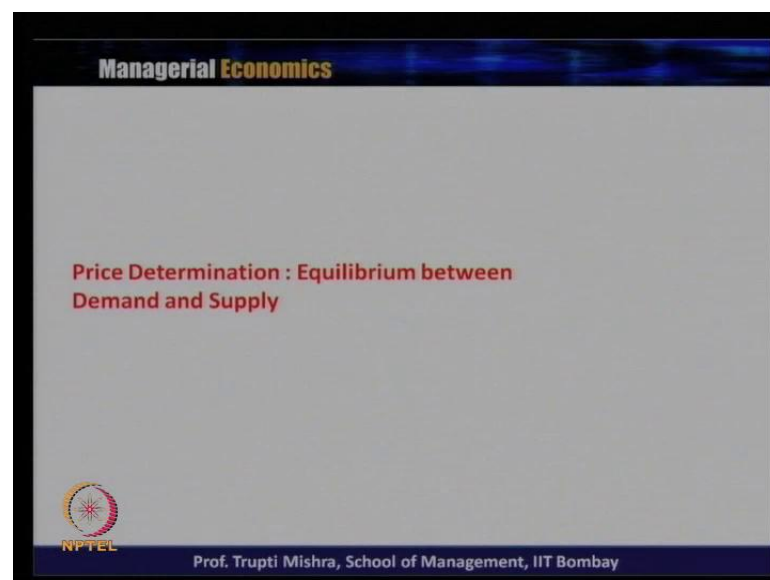 Managerial Economics
Price Determination : Equilibrium between
Demand and Supply
NPTEL
Prof. Trupti Mishra, School of Management, IIT Bombay